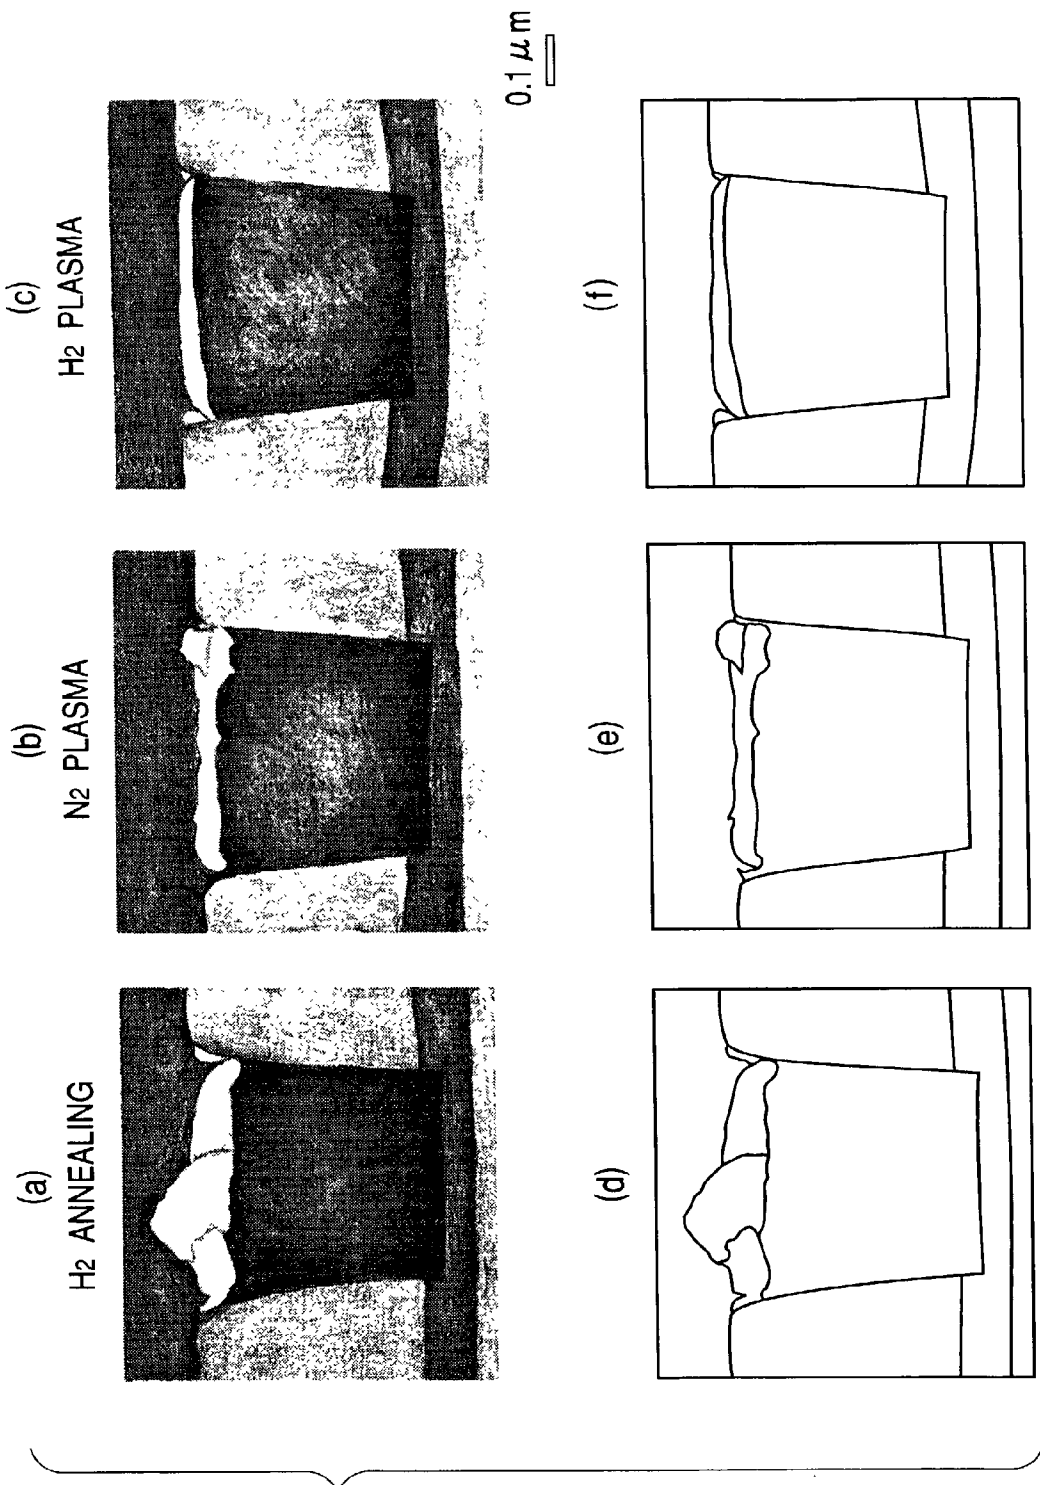 (a)
H2 ANNEALING
(b)
N2 PLASMA
(c)
H2 PLASMA
0.1 μm
(d)
(e)
(f)